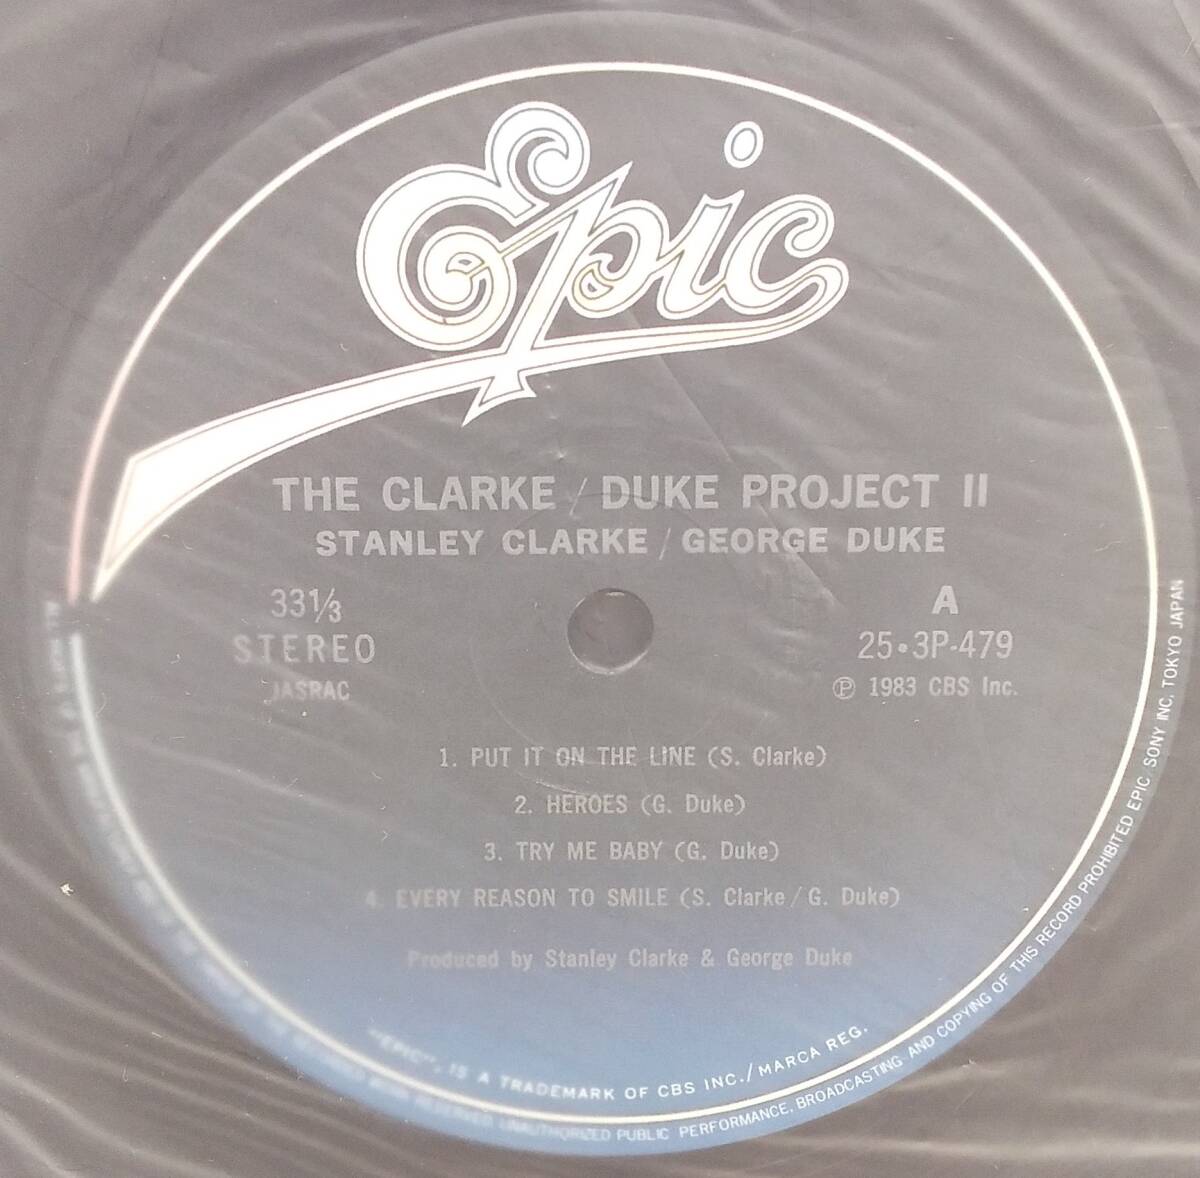 Epic
THE CLARKE / DUKE PROJECT II
STANLEY CLARKE / GEORGE DUKE
33⅓
STEREO
JASRAC
A
25・3P-479
Ⓟ 1983 CBS Inc.
1. PUT IT ON THE LINE (S. Clarke)
2. HEROES (G. Duke)
3. TRY ME BABY (G. Duke)
4. EVERY REASON TO SMILE (S. Clarke / G. Duke)
Produced by Stanley Clarke & George Duke
"EPIC", IS A TRADEMARK OF CBS INC./MARCA REG.
RESERVED UNAUTHORIZED PUBLIC PERFORMANCE, BROADCASTING AND COPYING OF THIS RECORD PROHIBITED EPIC/SONY INC. TOKYO JAPAN